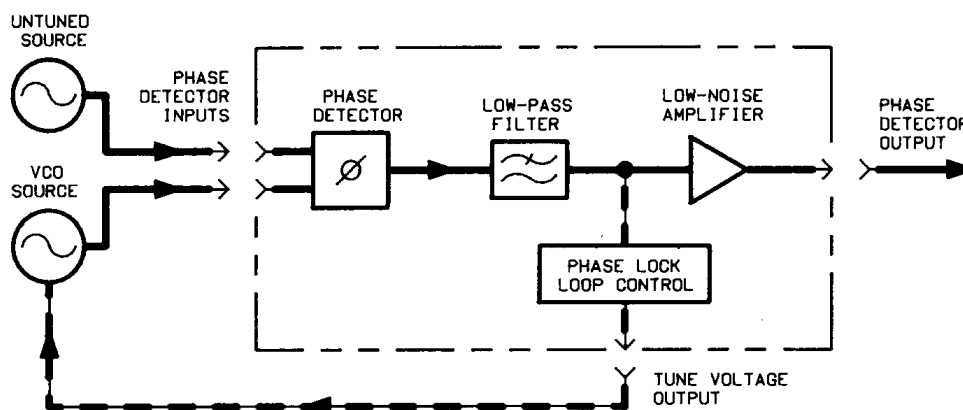 UNTUNED
SOURCE
PHASE
DETECTOR
INPUTS
PHASE
DETECTOR
LOW-PASS
FILTER
LOW-NOISE
AMPLIFIER
PHASE
DETECTOR
OUTPUT
VCO
SOURCE
PHASE LOCK
LOOP CONTROL
TUNE VOLTAGE
OUTPUT